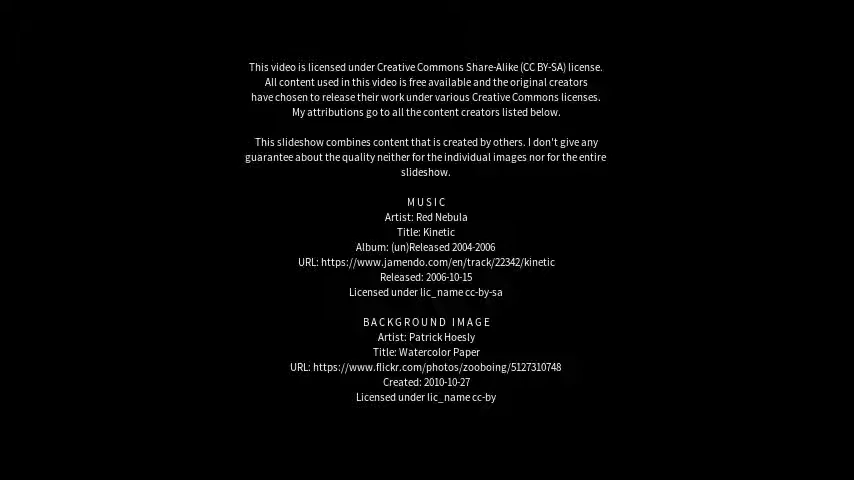 This video is licensed under Creative Commons Share-Alike (CC BY-SA) license.
All content used in this video is free available and the original creators
have chosen to release their work under various Creative Commons licenses.
My attributions go to all the content creators listed below.
This slideshow combines content that is created by others. I don't give any
guarantee about the quality neither for the individual images nor for the entire
slideshow.
MUSIC
Artist: Red Nebula
Title: Kinetic
Album: (un)Released 2004-2006
URL: https://www.jamendo.com/en/track/22342/kinetic
Released: 2006-10-15
Licensed under lic_name cc-by-sa
BACKGROUND IMAGE
Artist: Patrick Hoesly
Title: Watercolor Paper
URL: https://www.flickr.com/photos/zooboing/5127310748
Created: 2010-10-27
Licensed under lic_name cc-by